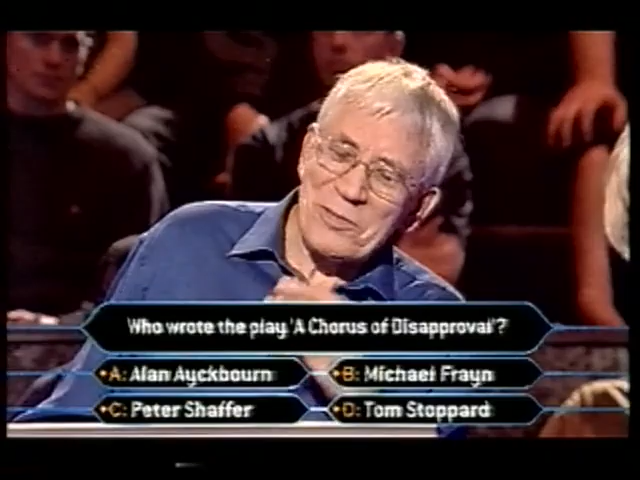 Who wrote the play 'A Chorus of Disapproval'?
A: Alan Ayckbourn
B: Michael Frayn
C: Peter Shaffer
D: Tom Stoppard